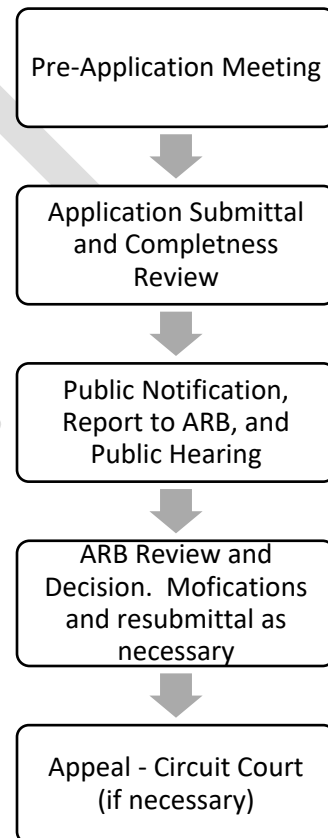 Pre-Application Meeting
Application Submittal
and Completness
Review
Public Notification,
Report to ARB, and
Public Hearing
ARB Review and
Decision.  Mofications
and resubmittal as
necessary
Appeal - Circuit Court
(if necessary)